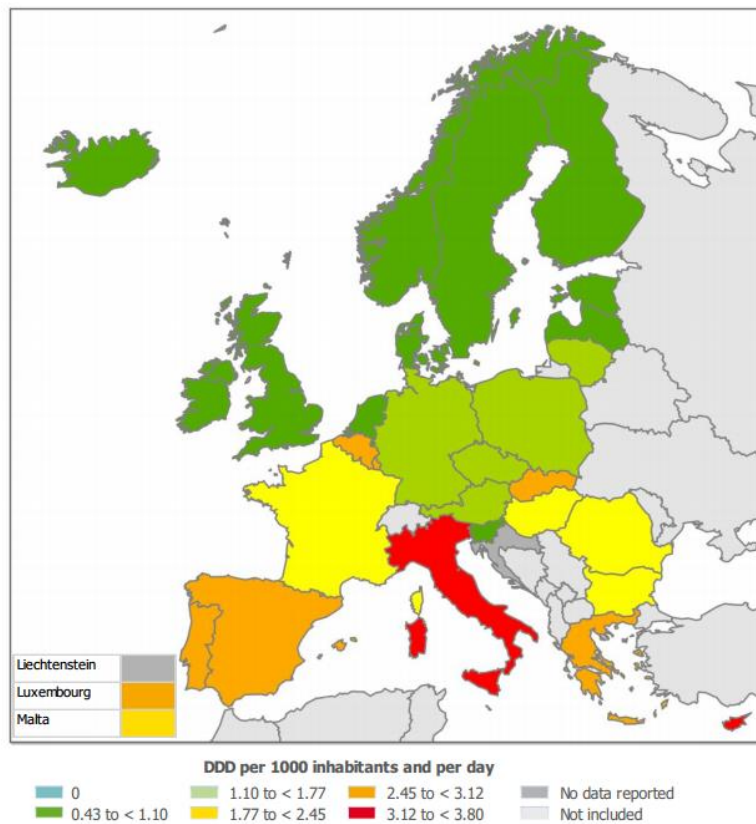 Liechtenstein
Luxembourg
Malta
DDD per 1000 inhabitants and per day
0 1.10 to < 1.77 2.45 to < 3.12 No data reported
0.43 to < 1.10 1.77 to < 2.45 3.12 to < 3.80 Not included